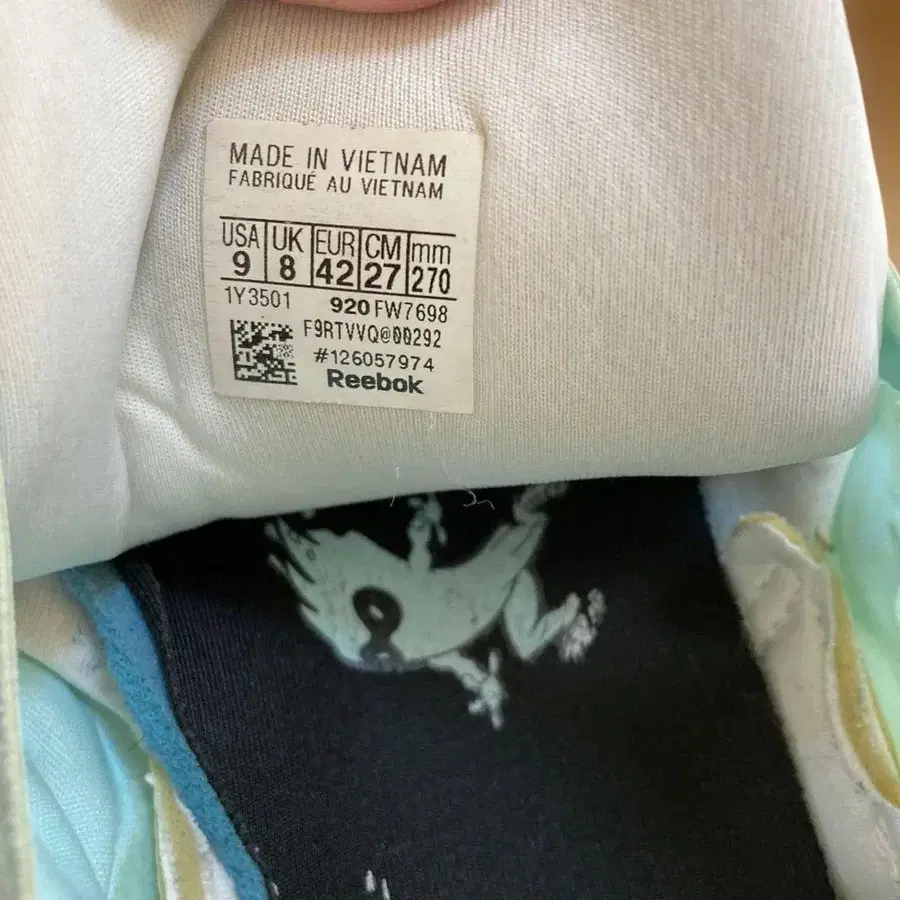 MADE IN VIETNAM
FABRIQUÉ AU VIETNAM
USA UK EUR CM mm
9 8 42 27 270
1Y3501 920 FW7698
F9RTVVQ@00292
#126057974
Reebok